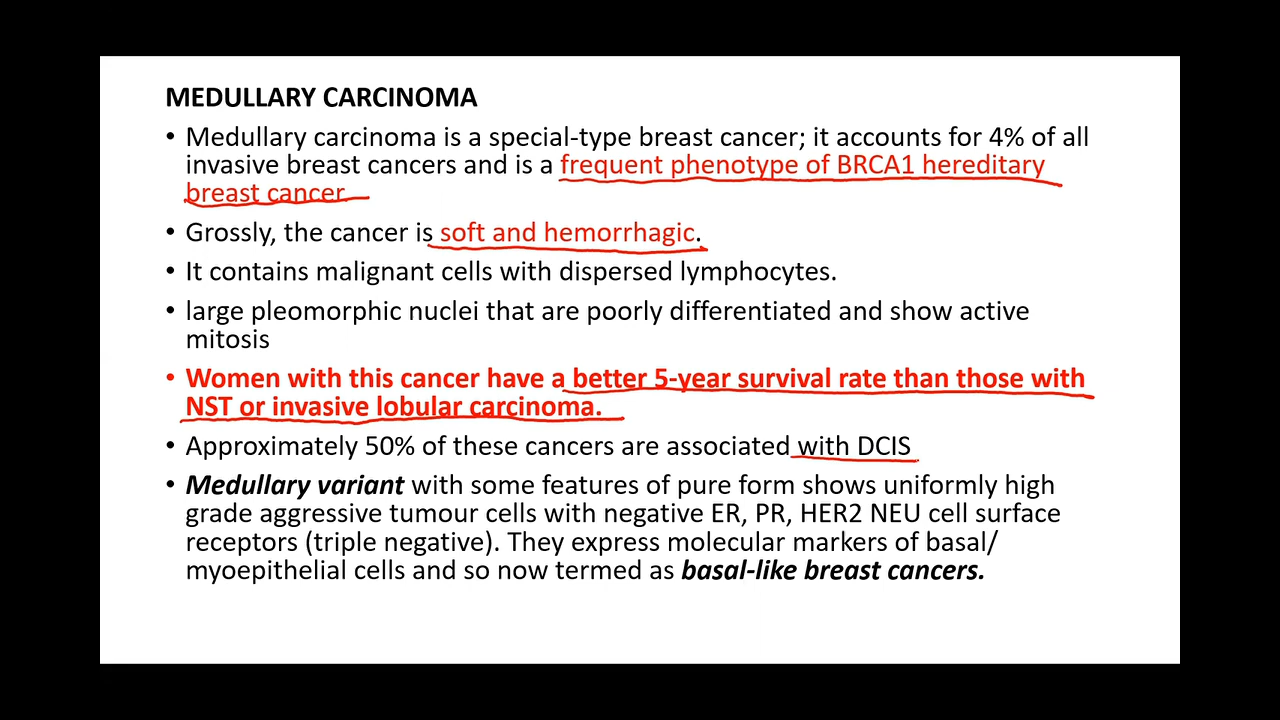 MEDULLARY CARCINOMA
• Medullary carcinoma is a special-type breast cancer; it accounts for 4% of all
invasive breast cancers and is a frequent phenotype of BRCA1 hereditary
breast cancer.
• Grossly, the cancer is soft and hemorrhagic.
• It contains malignant cells with dispersed lymphocytes.
• large pleomorphic nuclei that are poorly differentiated and show active
mitosis
• Women with this cancer have a better 5-year survival rate than those with
NST or invasive lobular carcinoma.
• Approximately 50% of these cancers are associated with DCIS
• Medullary variant with some features of pure form shows uniformly high
grade aggressive tumour cells with negative ER, PR, HER2 NEU cell surface
receptors (triple negative). They express molecular markers of basal/
myoepithelial cells and so now termed as basal-like breast cancers.